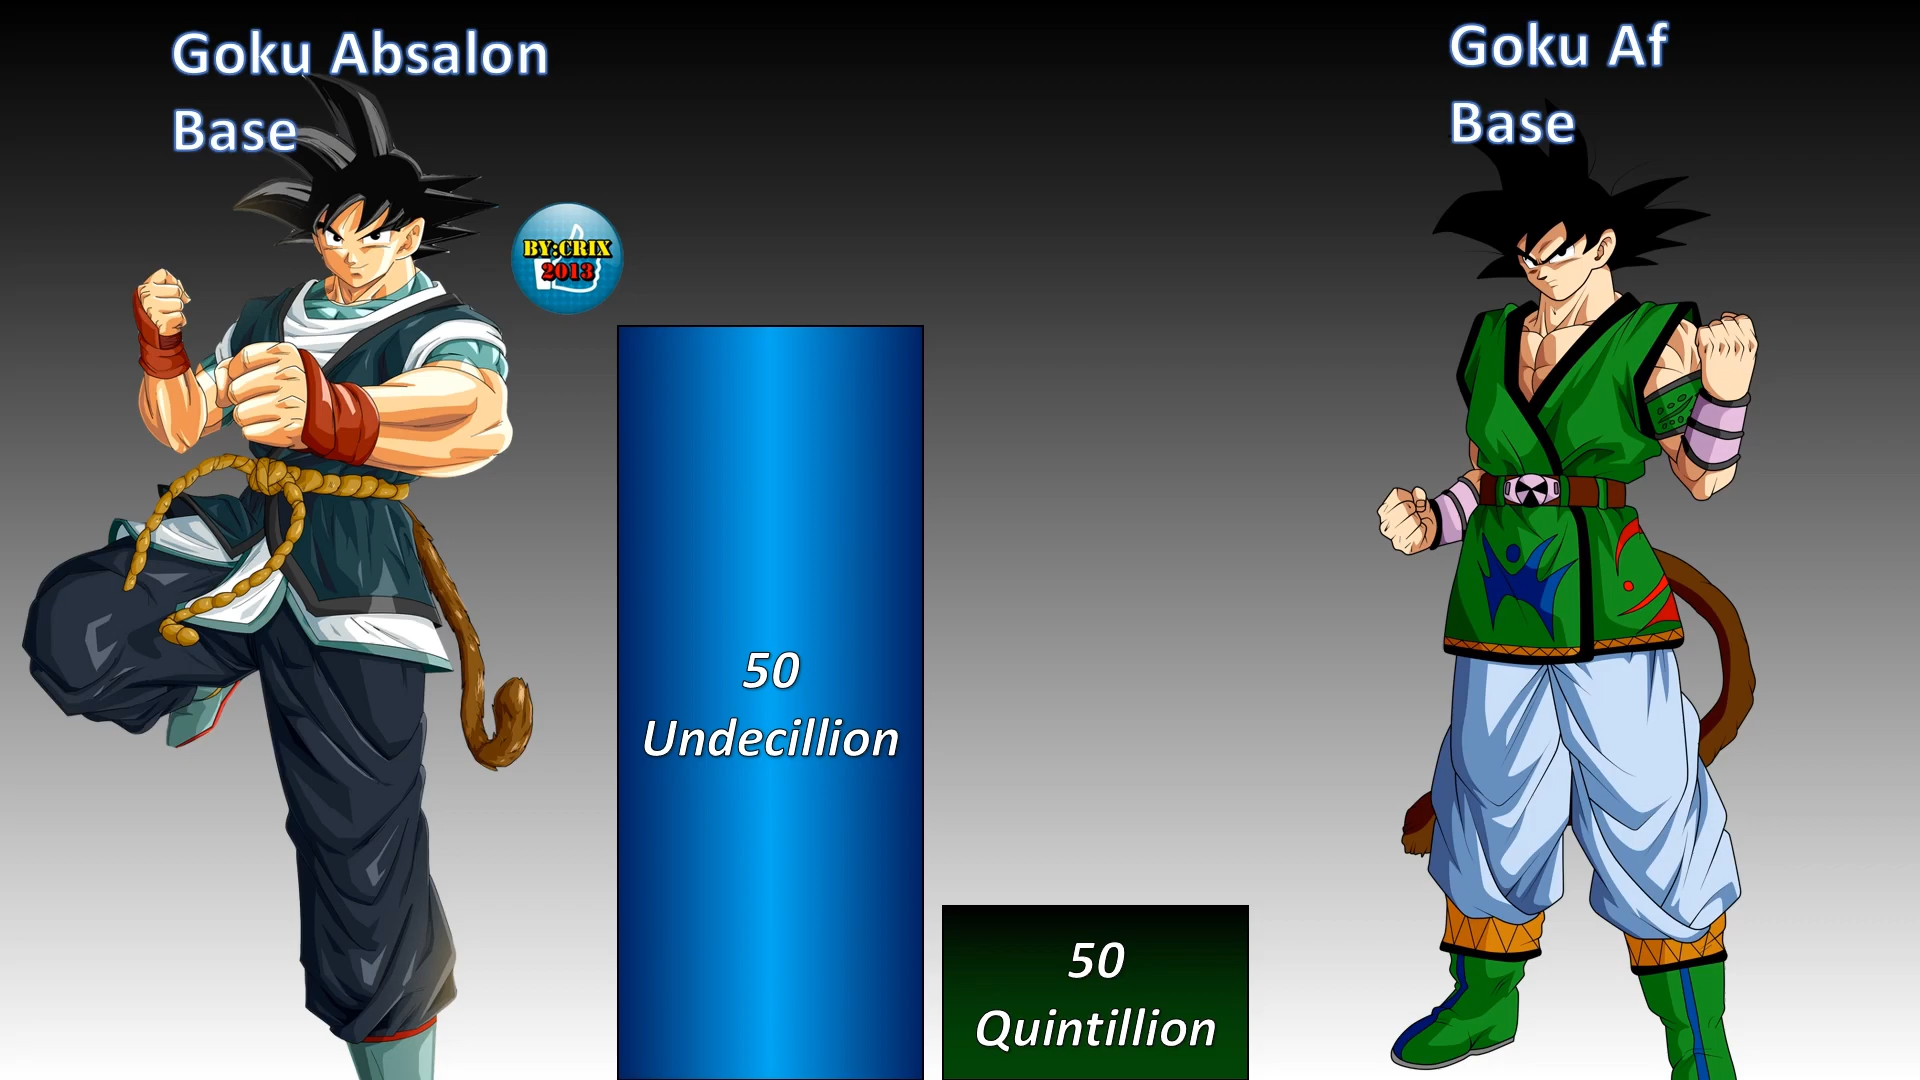 Goku Absalon
Base
Goku Af
Base
BY:CRIX
2013
50
Undecillion
50
Quintillion